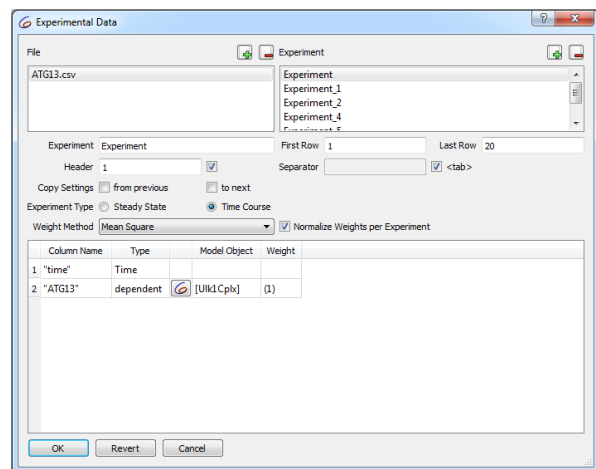 Experimental Data
File
Experiment
ATG13.csv
Experiment
Experiment_1
Experiment_2
Experiment_4
Experiment_5
Experiment Experiment First Row 1 Last Row 20
Header 1 Separator <tab>
Copy Settings from previous to next
Experiment Type Steady State Time Course
Weight Method Mean Square Normalize Weights per Experiment
Column Name Type Model Object Weight
1 "time" Time
2 "ATG13" dependent [Ulk1Cplx] (1)
OK Revert Cancel